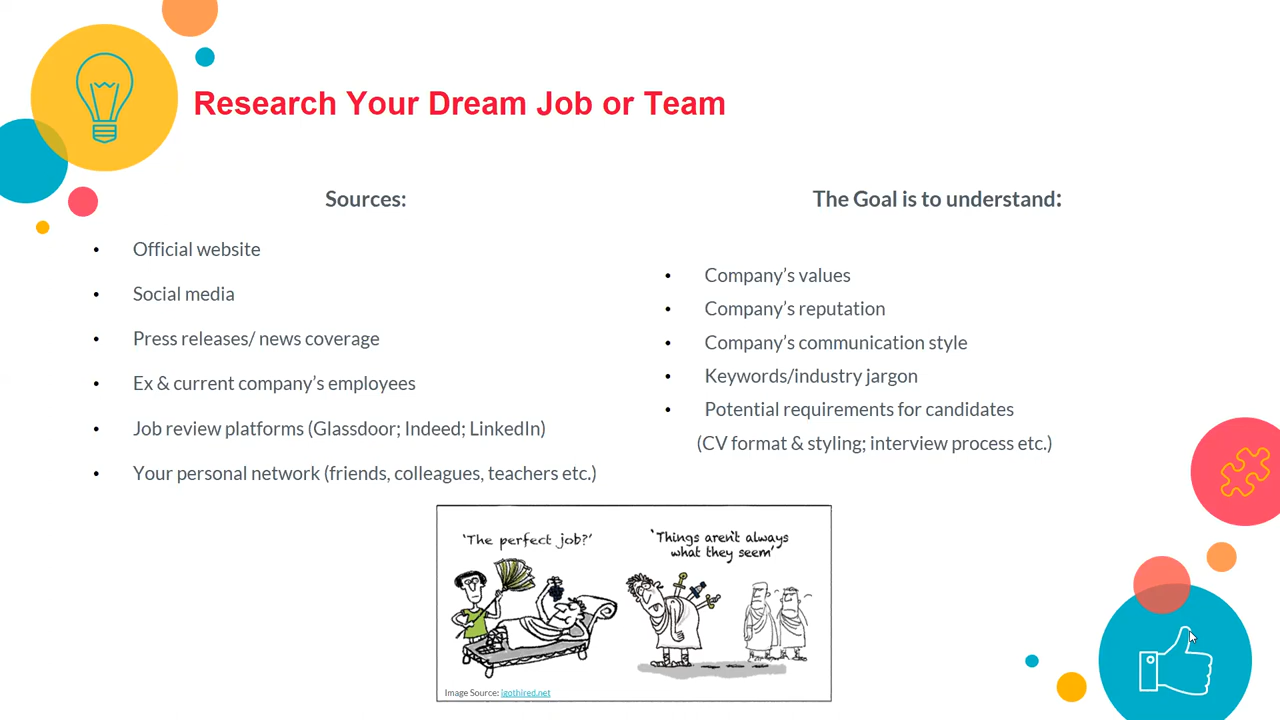 Research Your Dream Job or Team
Sources:
• Official website
• Social media
• Press releases/ news coverage
• Ex & current company's employees
• Job review platforms (Glassdoor; Indeed; LinkedIn)
• Your personal network (friends, colleagues, teachers etc.)
The Goal is to understand:
• Company's values
• Company's reputation
• Company's communication style
• Keywords/industry jargon
• Potential requirements for candidates
(CV format & styling; interview process etc.)
'The perfect job?'
'Things aren't always
what they seem'
Image Source: igothired.net